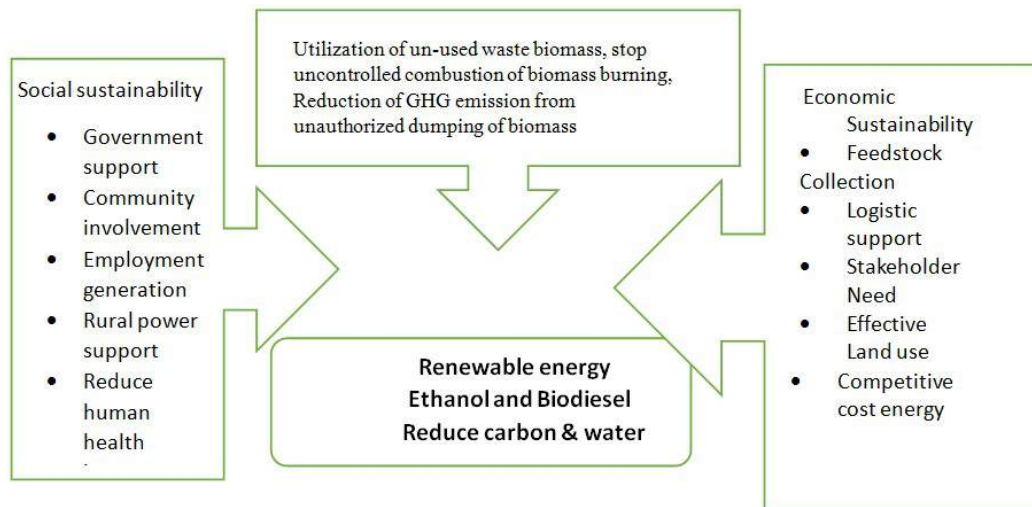 Social sustainability
• Government
support
• Community
involvement
• Employment
generation
• Rural power
support
• Reduce
human
health
Utilization of un-used waste biomass, stop
uncontrolled combustion of biomass burning,
Reduction of GHG emission from
unauthorized dumping of biomass
Economic
Sustainability
• Feedstock
Collection
• Logistic
support
• Stakeholder
Need
• Effective
Land use
• Competitive
cost energy
Renewable energy
Ethanol and Biodiesel
Reduce carbon & water